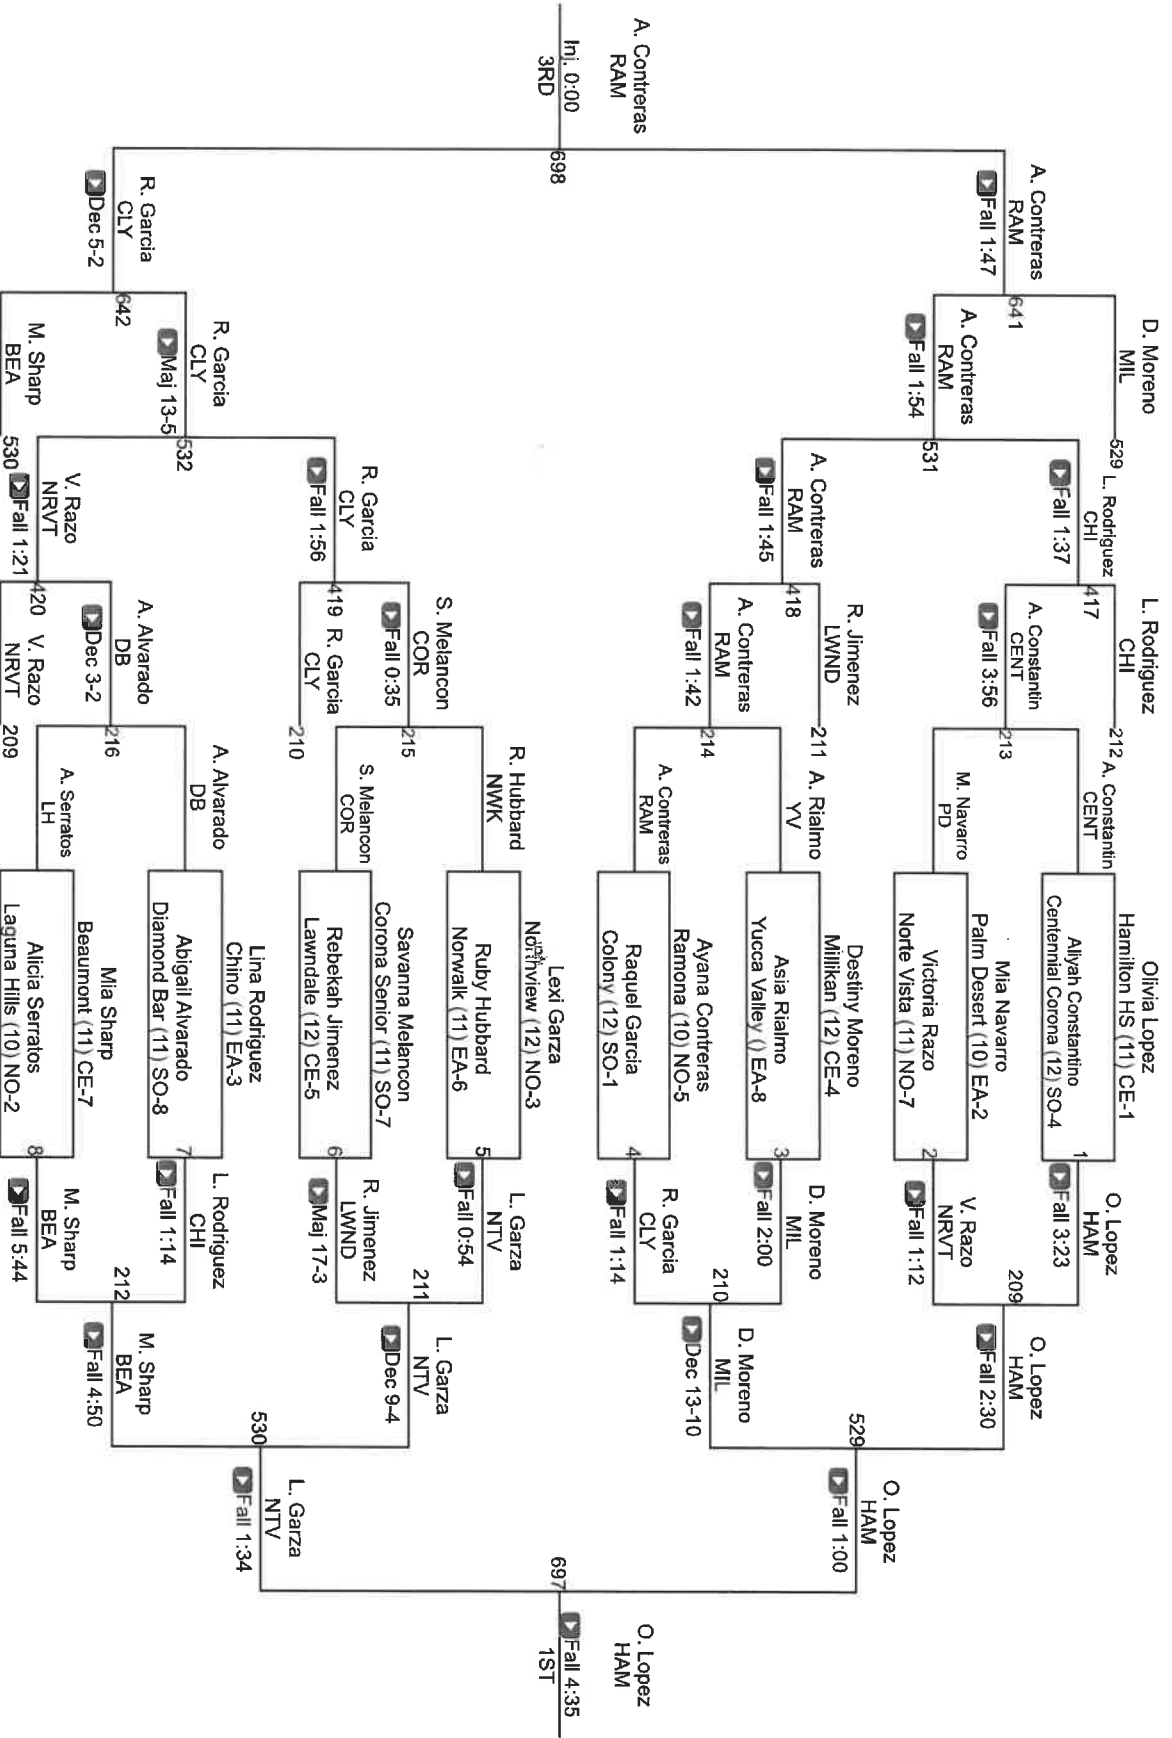 Olivia Lopez
Hamilton HS (11) CE-1
Aliyah Constantino
Centennial Corona (12) SO-4
1
Mia Navarro
Palm Desert (10) EA-2
Victoria Razo
Norte Vista (11) NO-7
2
Destiny Moreno
Millikan (12) CE-4
Asia Rialmo
Yucca Valley () EA-8
3
Ayana Contreras
Ramona (10) NO-5
Raquel Garcia
Colony (12) SO-1
4
Lexi Garza
Northview (12) NO-3
Ruby Hubbard
Norwalk (11) EA-6
5
Savanna Melancon
Corona Senior (11) SO-7
Rebekah Jimenez
Lawndale (12) CE-5
6
Lina Rodriguez
Chino (11) EA-3
Abigail Alvarado
Diamond Bar (11) SO-8
7
Mia Sharp
Beaumont (11) CE-7
Alicia Serratos
Laguna Hills (10) NO-2
8
O. Lopez
HAM
Fall 3:23
V. Razo
NRVT
Fall 1:12
D. Moreno
MIL
Fall 2:00
R. Garcia
CLY
Fall 1:14
L. Garza
NTV
Fall 0:54
R. Jimenez
LWND
Maj 17-3
L. Rodriguez
CHI
Fall 1:14
M. Sharp
BEA
Fall 5:44
209
O. Lopez
HAM
Fall 2:30
210
D. Moreno
MIL
Dec 13-10
211
L. Garza
NTV
Dec 9-4
212
M. Sharp
BEA
Fall 4:50
529
O. Lopez
HAM
Fall 1:00
530
L. Garza
NTV
Fall 1:34
697
O. Lopez
HAM
Fall 4:35
1ST
A. Constantin
CENT
M. Navarro
PD
A. Rialmo
YV
A. Contreras
RAM
R. Hubbard
NWK
S. Melancon
COR
A. Alvarado
DB
A. Serratos
LH
L. Rodriguez
CHI
212
213
A. Constantin
CENT
Fall 3:56
R. Jimenez
LWND
211
214
A. Contreras
RAM
Fall 1:42
215
S. Melancon
COR
Fall 0:35
R. Garcia
CLY
210
216
A. Alvarado
DB
Dec 3-2
V. Razo
NRVT
209
417
L. Rodriguez
CHI
Fall 1:37
418
A. Contreras
RAM
Fall 1:45
419
R. Garcia
CLY
Fall 1:56
420
V. Razo
NRVT
Fall 1:21
D. Moreno
MIL
529
531
A. Contreras
RAM
Fall 1:54
532
R. Garcia
CLY
Maj 13-5
M. Sharp
BEA
530
641
A. Contreras
RAM
Fall 1:47
642
R. Garcia
CLY
Dec 5-2
698
A. Contreras
RAM
Inj. 0:00
3RD